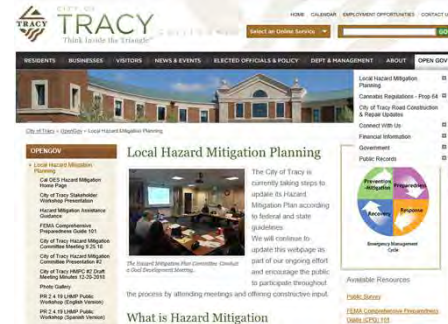 CITY OF
TRACY
Think Inside the Triangle™
TRACY
HOME CALENDAR EMPLOYMENT OPPORTUNITIES CONTACT U
Select an Online Service
GO
RESIDENTS BUSINESSES VISITORS NEWS & EVENTS ELECTED OFFICIALS & POLICY DEPT & MANAGEMENT ABOUT OPEN GOV
Local Hazard Mitigation
Planning
Cannabis Regulations - Prop 64
City of Tracy Road Construction
& Repair Updates
Connect With Us
Financial Information
Government
Public Records
City of Tracy » OpenGov » Local Hazard Mitigation Planning
OPENGOV
Local Hazard Mitigation
Planning
Cal OES Hazard Mitigation
Home Page
City of Tracy Stakeholder
Workshop Presentation
Hazard Mitigation Assistance
Guidance
FEMA Comprehensive
Preparedness Guide 101
City of Tracy Hazard Mitigation
Committee Meeting 9.25.18
City of Tracy Hazard Mitigation
Committee Presentation #2
City of Tracy HMPC #2 Draft
Meeting Minutes 12-20-2018
Photo Gallery
PR 2.4.19 LHMP Public
Workshop (English Version)
PR 2.4.19 LHMP Public
Workshop (Spanish Version)
Local Hazard Mitigation Planning
The City of Tracy is
currently taking steps to
update its Hazard
Mitigation Plan according
to federal and state
guidelines.
We will continue to
update this webpage as
part of our ongoing effort
and encourage the public
to participate throughout
the process by attending meetings and offering constructive input.
The Hazard Mitigation Plan Committee Conduct
a Goal Development Meeting.
What is Hazard Mitigation
Prevention
-Mitigation
Preparedness
Recovery
Response
Emergency Management
Cycle
Available Resources
Public Survey
FEMA Comprehensive Preparedness
Guide (CPG) 101